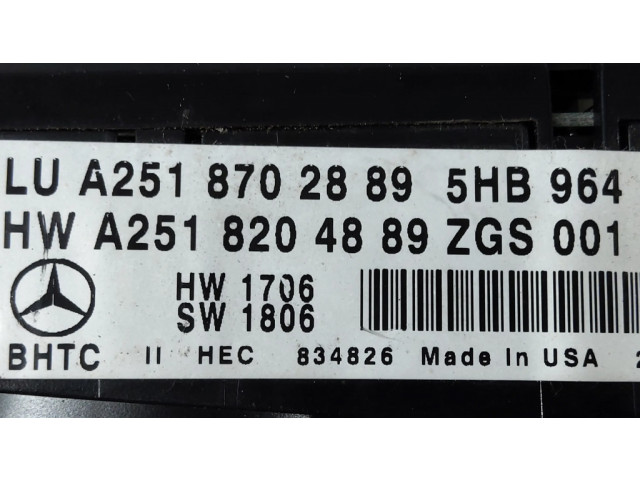 LU A251 870 28 89 5HB 964
HW A251 820 48 89 ZGS 001
HW 1706
SW 1806
BHTC II HEC 834826 Made In USA